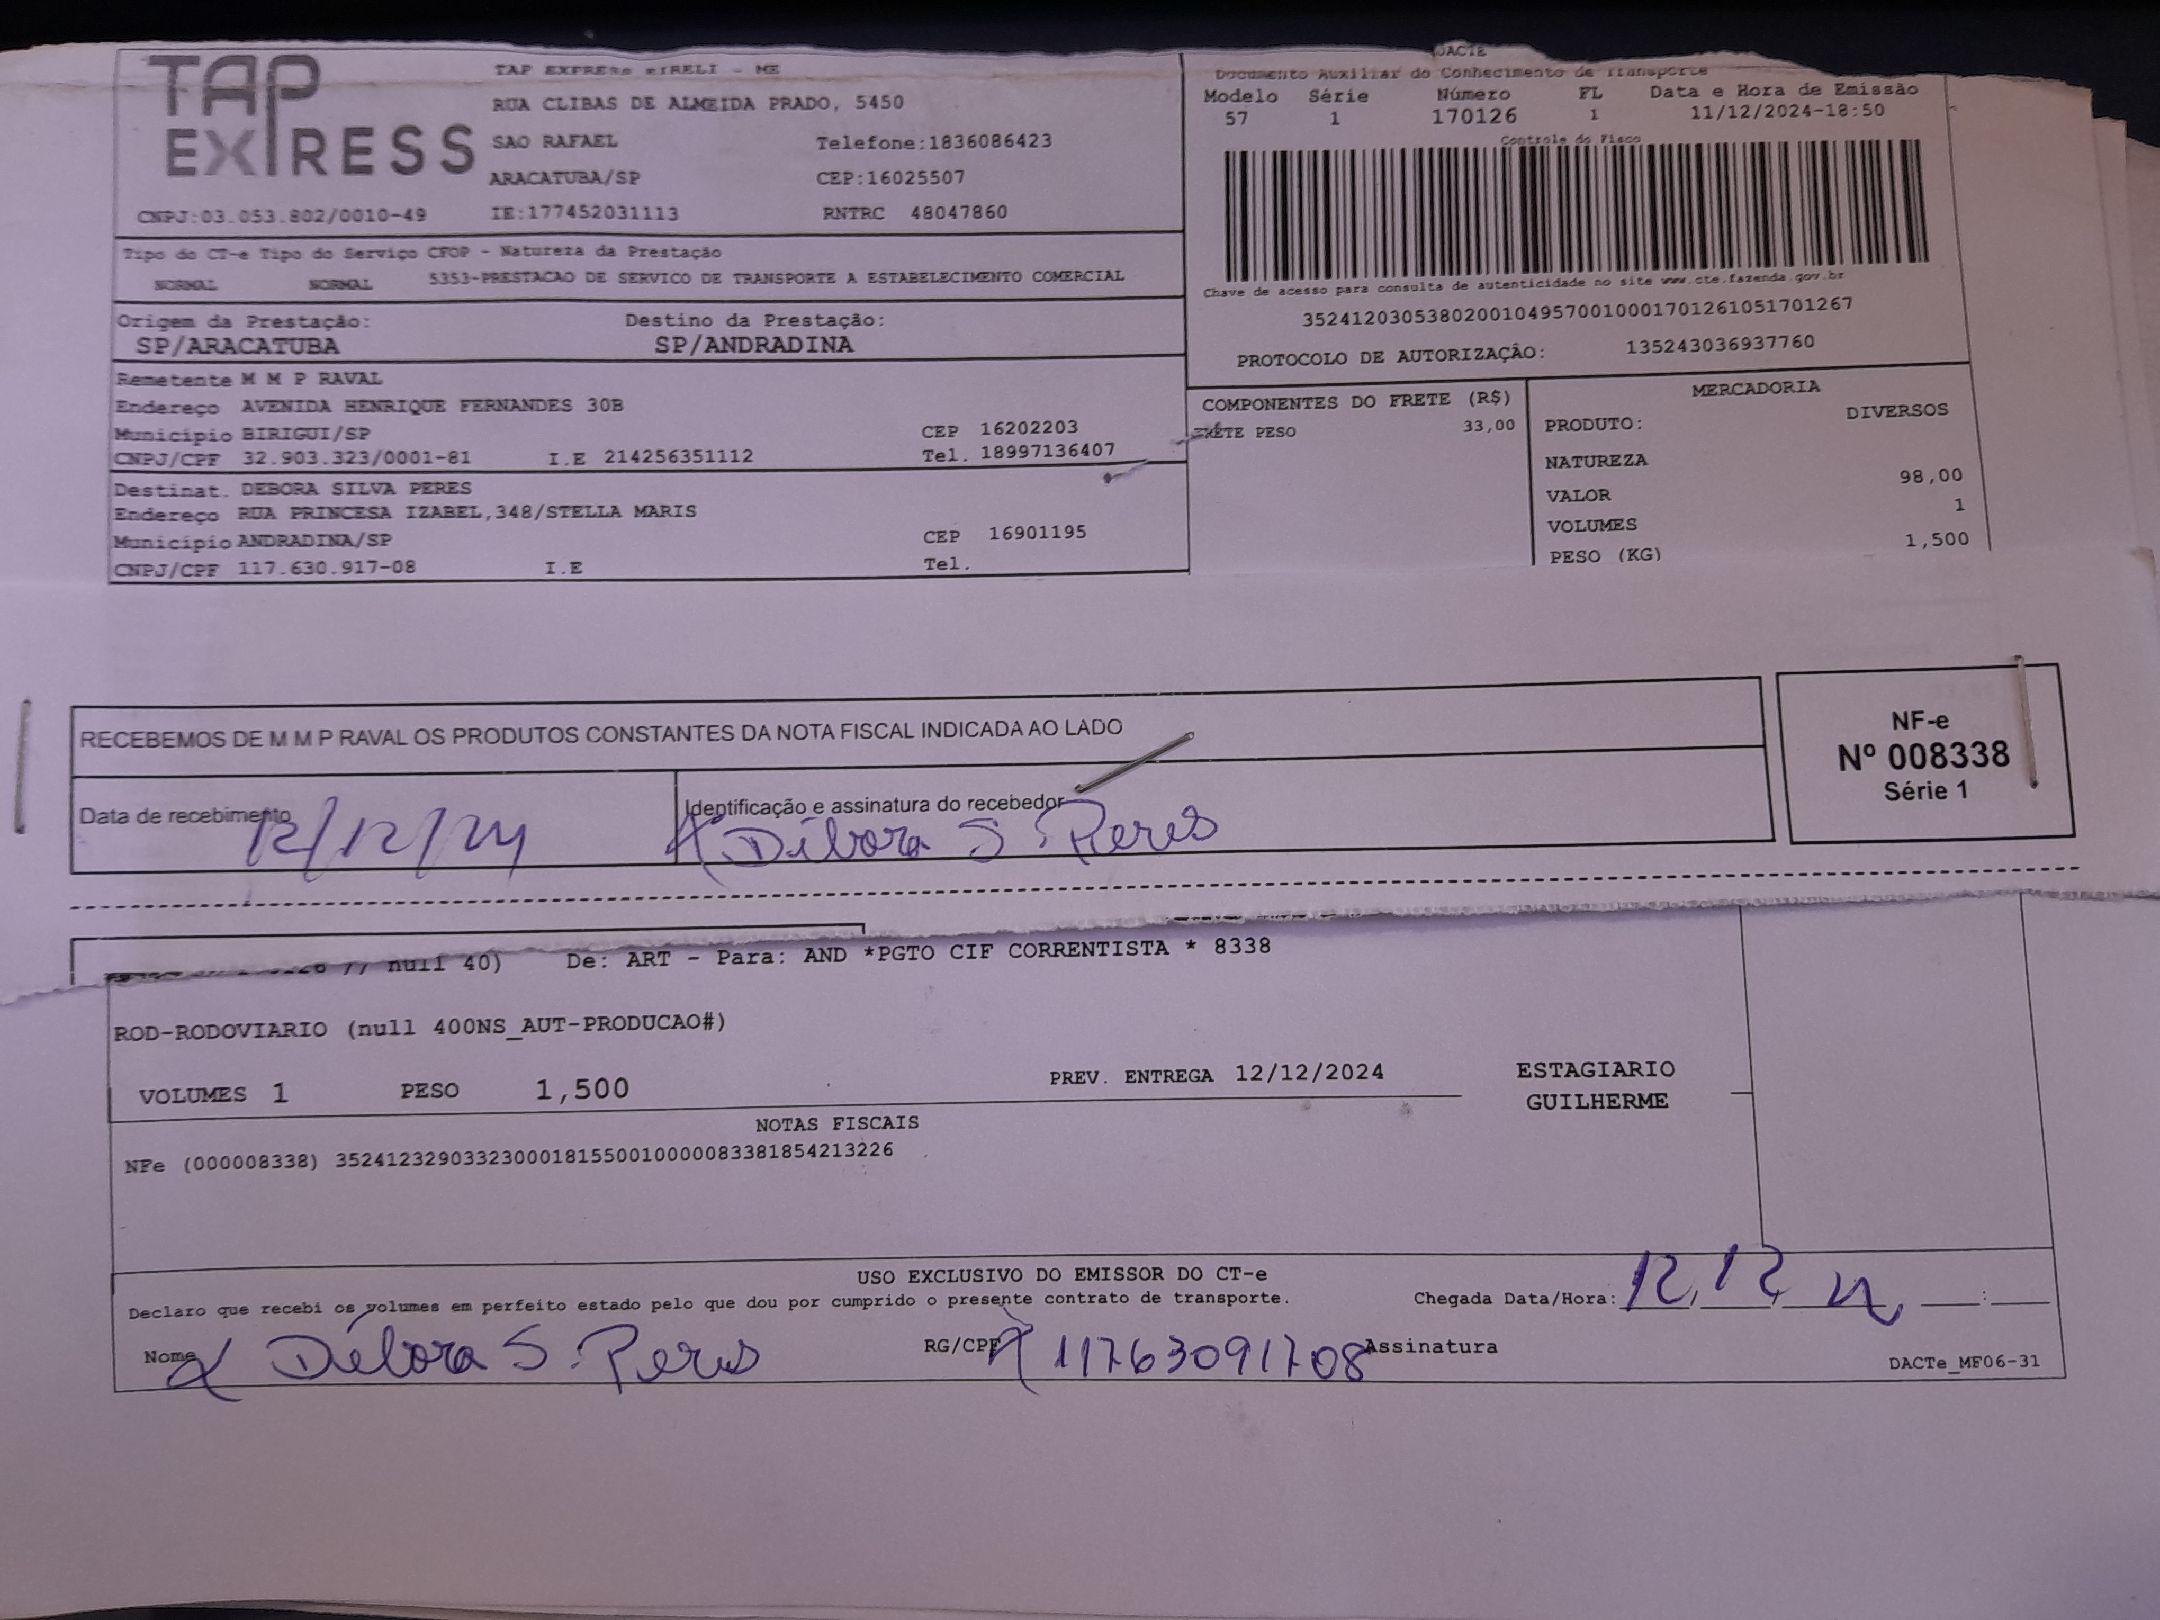 TAP EXPRESS
TAP EXPRESS EIRELI - ME
RUA CLIBAS DE ALMEIDA PRADO, 5450
SAO RAFAEL Telefone:1836086423
ARACATUBA/SP CEP:16025507
CNPJ:03.053.802/0010-49 IE:177452031113 RNTRC 48047860
Tipo do CT-e Tipo do Serviço CFOP - Natureza da Prestação
NORMAL NORMAL 5353-PRESTACAO DE SERVICO DE TRANSPORTE A ESTABELECIMENTO COMERCIAL
Origem da Prestação: Destino da Prestação:
SP/ARACATUBA SP/ANDRADINA
Remetente M M P RAVAL
Endereço AVENIDA HENRIQUE FERNANDES 30B
Município BIRIGUI/SP CEP 16202203
CNPJ/CPF 32.903.323/0001-81 I.E 214256351112 Tel. 18997136407
Destinat. DEBORA SILVA PERES
Endereço RUA PRINCESA IZABEL,348/STELLA MARIS
Município ANDRADINA/SP CEP 16901195
CNPJ/CPF 117.630.917-08 I.E Tel.
DACTE
Documento Auxiliar do Conhecimento de Transporte
Modelo Série Número FL Data e Hora de Emissão
57 1 170126 1 11/12/2024-18:50
Controle do Fisco
Chave de acesso para consulta de autenticidade no site www.cte.fazenda.gov.br
35241203053802001049570010001701261051701267
PROTOCOLO DE AUTORIZAÇÃO: 135243036937760
COMPONENTES DO FRETE (R$)
FRETE PESO 33,00
MERCADORIA
PRODUTO: DIVERSOS
NATUREZA
VALOR 98,00
VOLUMES 1
PESO (KG) 1,500
RECEBEMOS DE M M P RAVAL OS PRODUTOS CONSTANTES DA NOTA FISCAL INDICADA AO LADO
Data de recebimento Identificação e assinatura do recebedor
12/12/24 Débora S. Peres
NF-e
Nº 008338
Série 1
null 40) De: ART - Para: AND *PGTO CIF CORRENTISTA * 8338
ROD-RODOVIARIO (null 400NS_AUT-PRODUCAO#)
VOLUMES 1 PESO 1,500 PREV. ENTREGA 12/12/2024 ESTAGIARIO
GUILHERME
NOTAS FISCAIS
NFe (000008338) 35241232903323000181550010000083381854213226
USO EXCLUSIVO DO EMISSOR DO CT-e
Declaro que recebi os volumes em perfeito estado pelo que dou por cumprido o presente contrato de transporte. Chegada Data/Hora: 12, 12
Nome Débora S. Peres RG/CPF 11763091708 Assinatura
DACTe_MF06-31